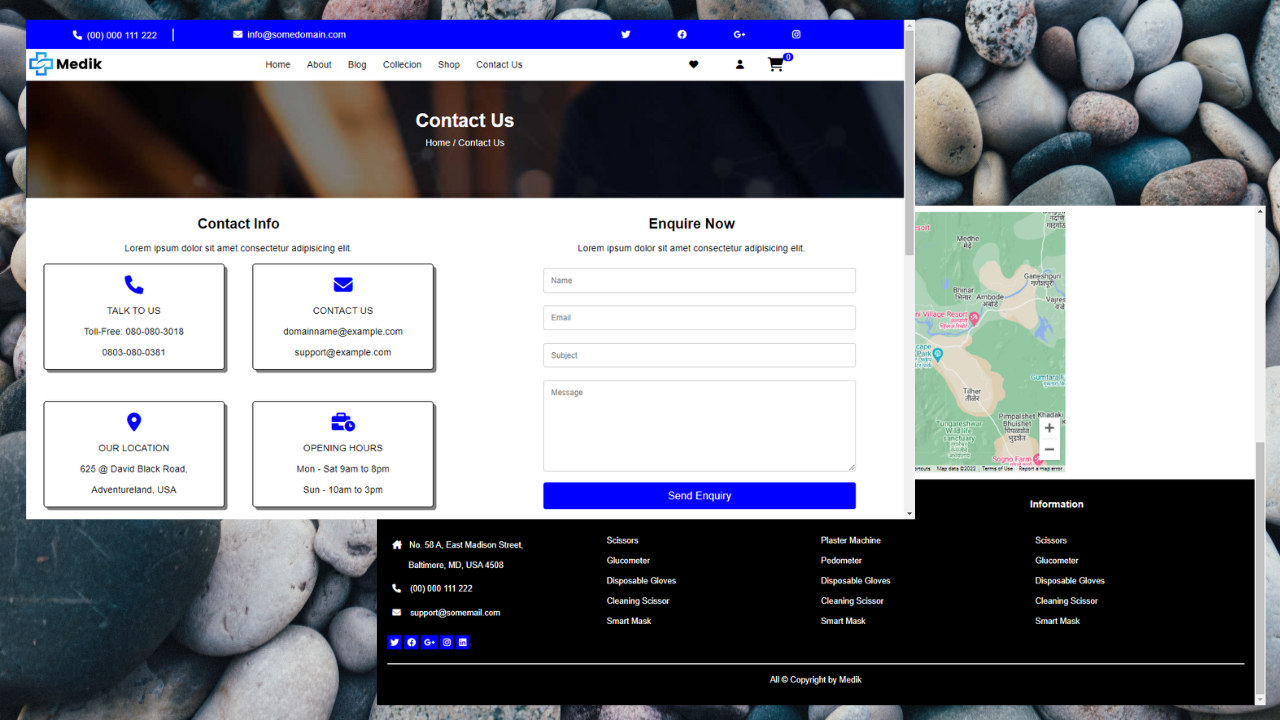 (00) 000 111 222
info@somedomain.com
Medik
Home About Blog Collecion Shop Contact Us
0
Contact Us
Home / Contact Us
Contact Info
Lorem ipsum dolor sit amet consectetur adipisicing elit.
TALK TO US
Toll-Free: 080-080-3018
0803-080-0381
CONTACT US
domainname@example.com
support@example.com
OUR LOCATION
625 @ David Black Road,
Adventureland, USA
OPENING HOURS
Mon - Sat 9am to 8pm
Sun - 10am to 3pm
Enquire Now
Lorem ipsum dolor sit amet consectetur adipisicing elit.
Name
Email
Subject
Message
Send Enquiry
Medhe
मेढे
Ganeshpuri
गणेशपुरी
Bhinar
भिनार
Ambode
अंबोडे
Village Resort
Park
Tilher
तील्हेर
Tungareshwar
Wild life
sanctuary
Pimpalshet
Bhuishet
Khadak
Sogno Farm
Map data ©2022 Terms of Use Report a map error
Information
No. 58 A, East Madison Street,
Baltimore, MD, USA 4508
(00) 000 111 222
support@somemail.com
Scissors
Glucometer
Disposable Gloves
Cleaning Scissor
Smart Mask
Plaster Machine
Pedometer
Disposable Gloves
Cleaning Scissor
Smart Mask
Scissors
Glucometer
Disposable Gloves
Cleaning Scissor
Smart Mask
All © Copyright by Medik